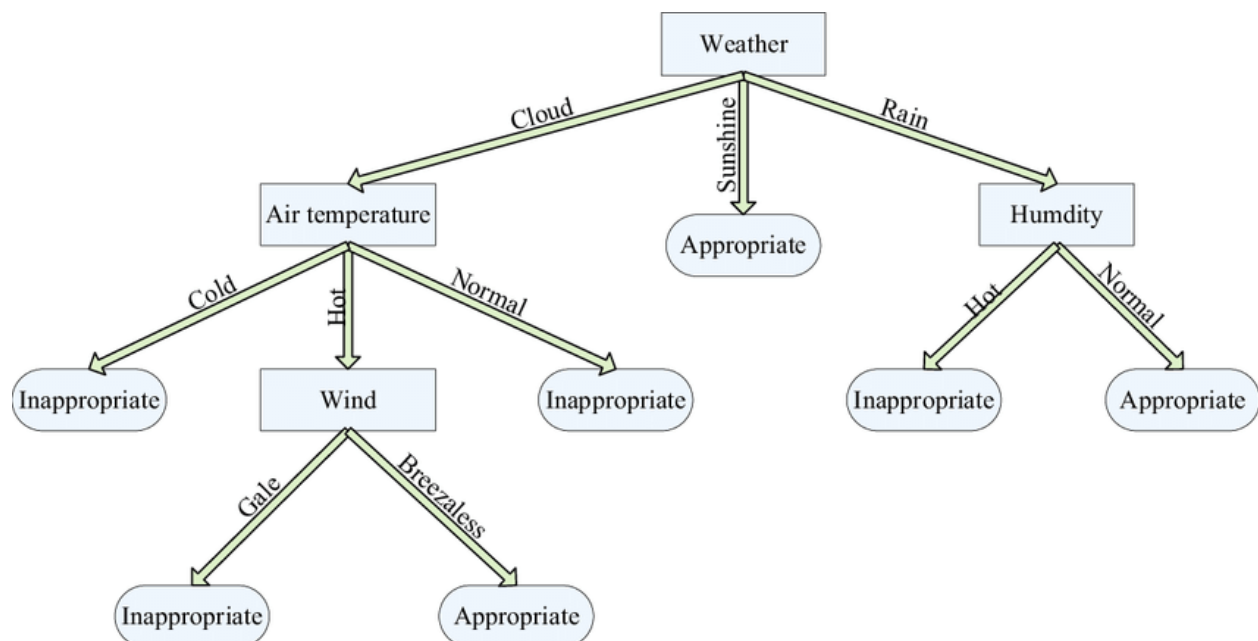 Weather
Cloud
Sunshine
Rain
Air temperature
Appropriate
Humdity
Cold
Hot
Normal
Hot
Normal
Inappropriate
Wind
Inappropriate
Inappropriate
Appropriate
Gale
Breezaless
Inappropriate
Appropriate